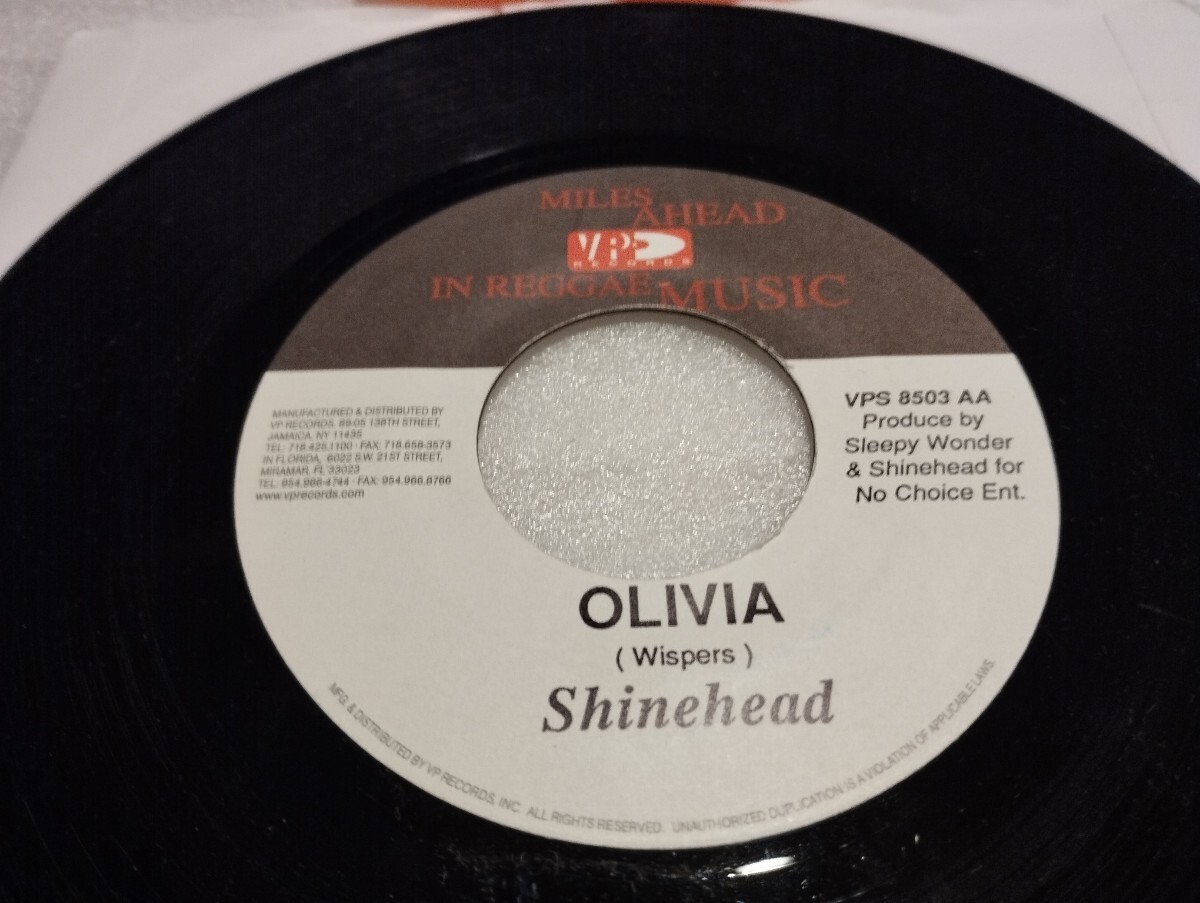 MILES
AHEAD
VP
RECORDS
IN REGGAE MUSIC
MANUFACTURED & DISTRIBUTED BY
VP RECORDS. 89-05 138TH STREET,
JAMAICA, NY 11435
TEL: 718.425.1100 · FAX: 718.658.3573
IN FLORIDA, 6022 S.W. 21ST STREET,
MIRAMAR, FL 33023
TEL: 954.966-4744 · FAX: 954.966.8766
www.vprecords.com
VPS 8503 AA
Produce by
Sleepy Wonder
& Shinehead for
No Choice Ent.
OLIVIA
( Wispers )
Shinehead
MFG. & DISTRIBUTED BY VP RECORDS, INC. ALL RIGHTS RESERVED. UNAUTHORIZED DUPLICATION IS A VIOLATION OF APPLICABLE LAWS.